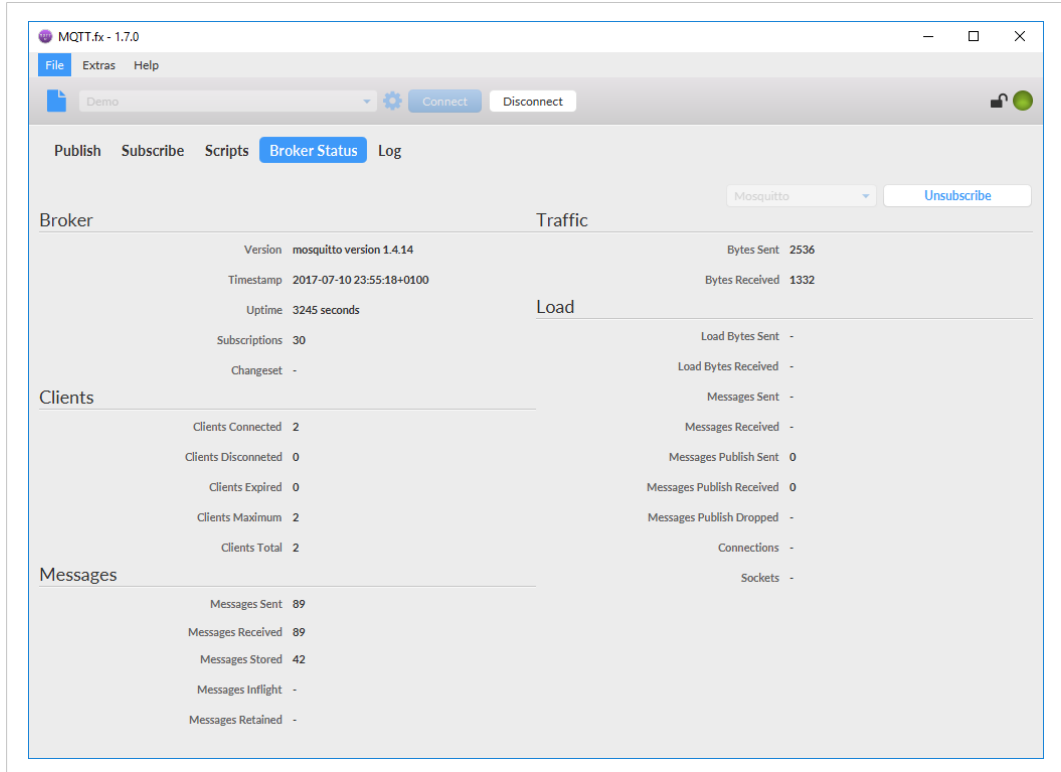 MQTT.fx - 1.7.0
File Extras Help
Demo Connect Disconnect
Publish Subscribe Scripts Broker Status Log
Mosquitto Unsubscribe
Broker
Version mosquitto version 1.4.14
Timestamp 2017-07-10 23:55:18+0100
Uptime 3245 seconds
Subscriptions 30
Changeset -
Clients
Clients Connected 2
Clients Disconneted 0
Clients Expired 0
Clients Maximum 2
Clients Total 2
Messages
Messages Sent 89
Messages Received 89
Messages Stored 42
Messages Inflight -
Messages Retained -
Traffic
Bytes Sent 2536
Bytes Received 1332
Load
Load Bytes Sent -
Load Bytes Received -
Messages Sent -
Messages Received -
Messages Publish Sent 0
Messages Publish Received 0
Messages Publish Dropped -
Connections -
Sockets -